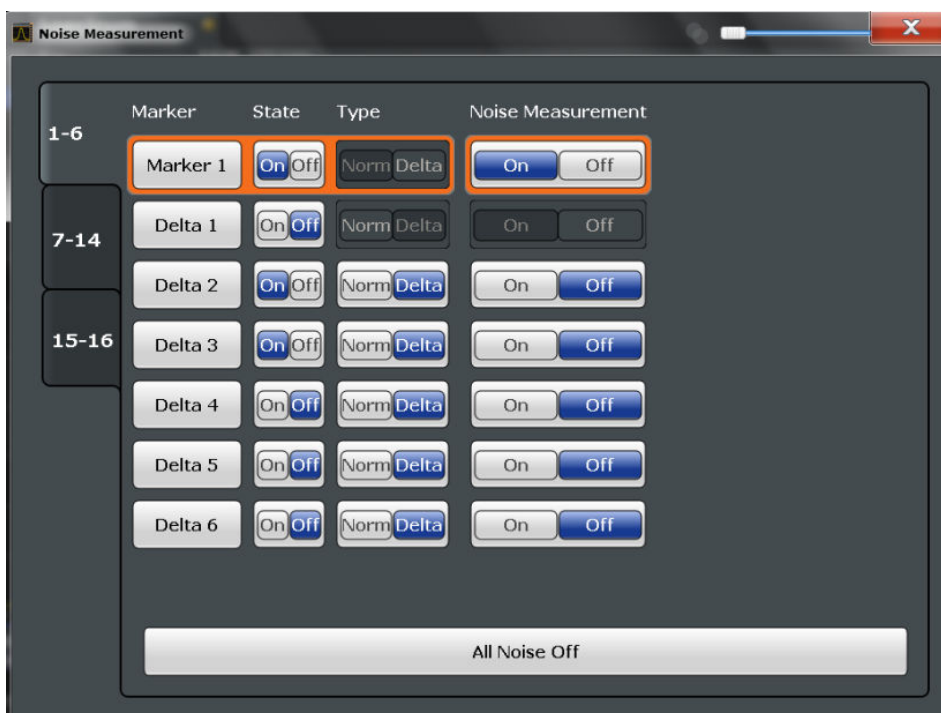 Noise Measurement
X
1-6
7-14
15-16
Marker State Type Noise Measurement
Marker 1 On Off Norm Delta On Off
Delta 1 On Off Norm Delta On Off
Delta 2 On Off Norm Delta On Off
Delta 3 On Off Norm Delta On Off
Delta 4 On Off Norm Delta On Off
Delta 5 On Off Norm Delta On Off
Delta 6 On Off Norm Delta On Off
All Noise Off